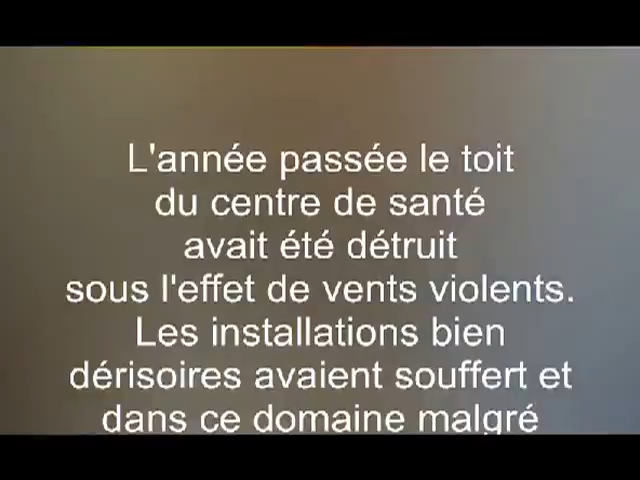 L'année passée le toit
du centre de santé
avait été détruit
sous l'effet de vents violents.
Les installations bien
dérisoires avaient souffert et
dans ce domaine malgré